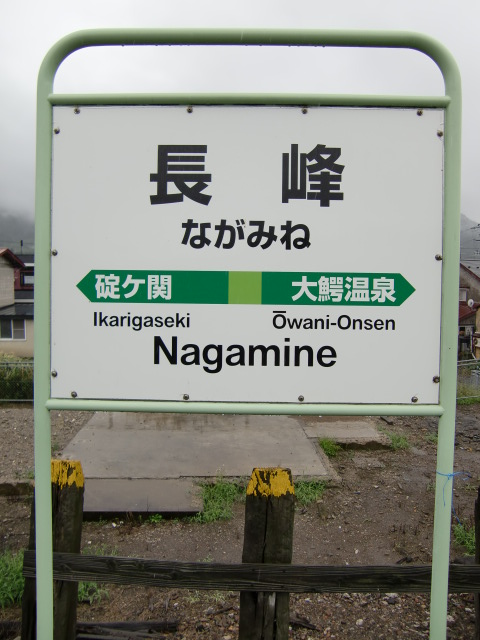 長峰
ながみね
碇ケ関 大鰐温泉
Ikarigaseki Ōwani-Onsen
Nagamine